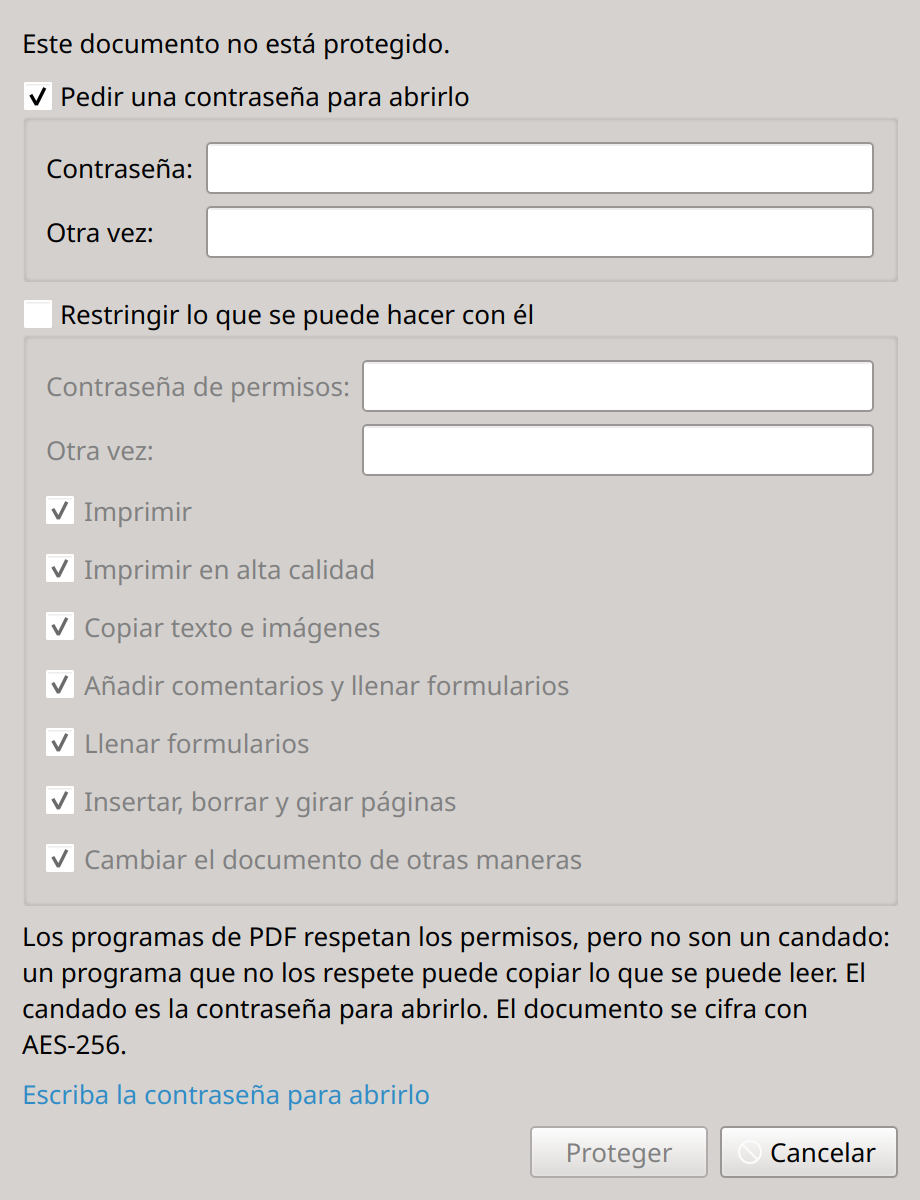 Este documento no está protegido.
Pedir una contraseña para abrirlo
Contraseña:
Otra vez:
Restringir lo que se puede hacer con él
Contraseña de permisos:
Otra vez:
Imprimir
Imprimir en alta calidad
Copiar texto e imágenes
Añadir comentarios y llenar formularios
Llenar formularios
Insertar, borrar y girar páginas
Cambiar el documento de otras maneras
Los programas de PDF respetan los permisos, pero no son un candado:
un programa que no los respete puede copiar lo que se puede leer. El
candado es la contraseña para abrirlo. El documento se cifra con
AES-256.
Escriba la contraseña para abrirlo
Proteger Cancelar